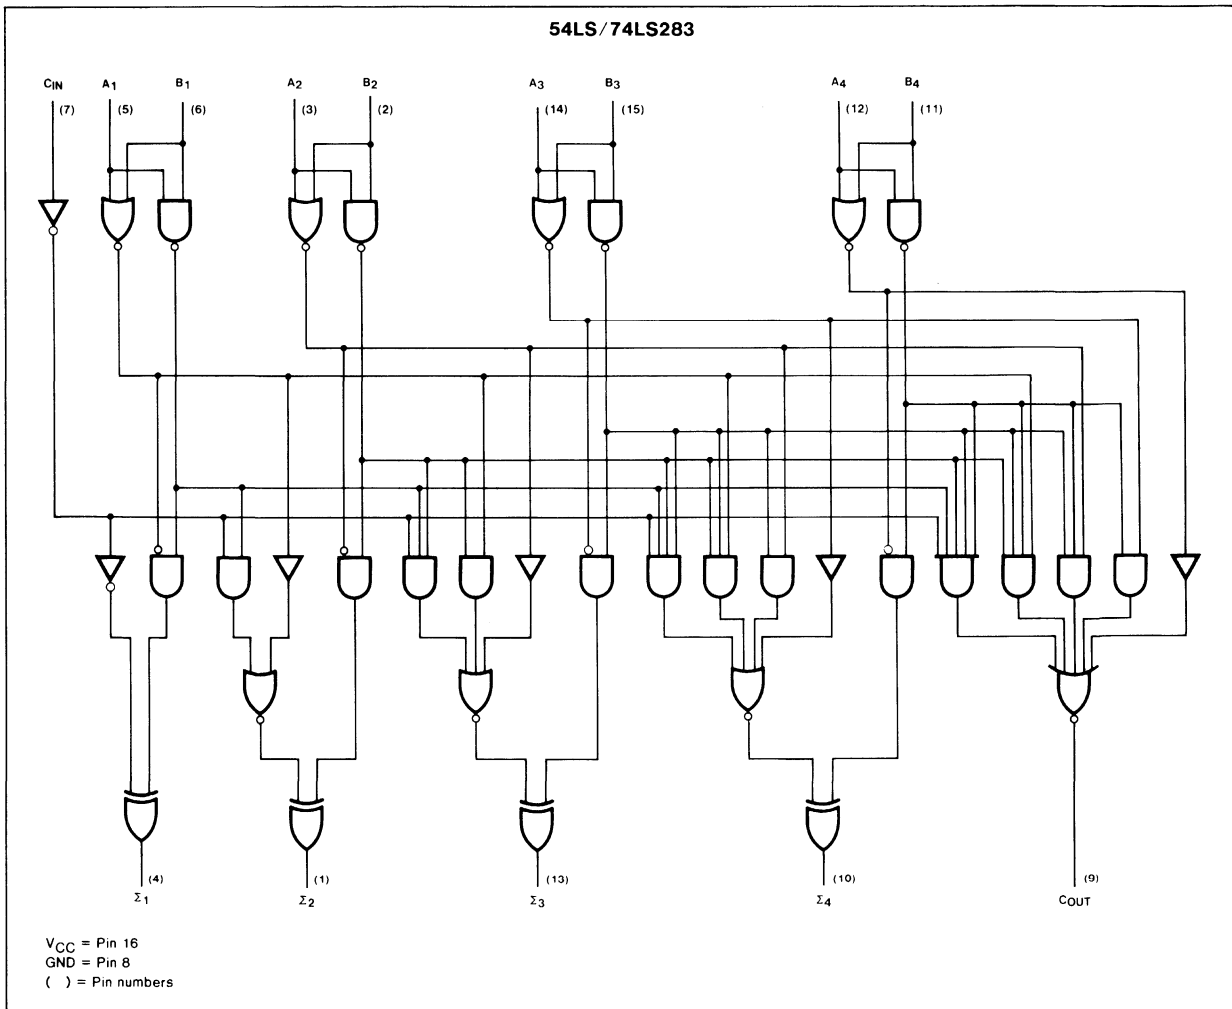 54LS/74LS283
CIN A1 B1 A2 B2 A3 B3 A4 B4
(7) (5) (6) (3) (2) (14) (15) (12) (11)
(4) (1) (13) (10) (9)
Σ1 Σ2 Σ3 Σ4 COUT
VCC = Pin 16
GND = Pin 8
( ) = Pin numbers